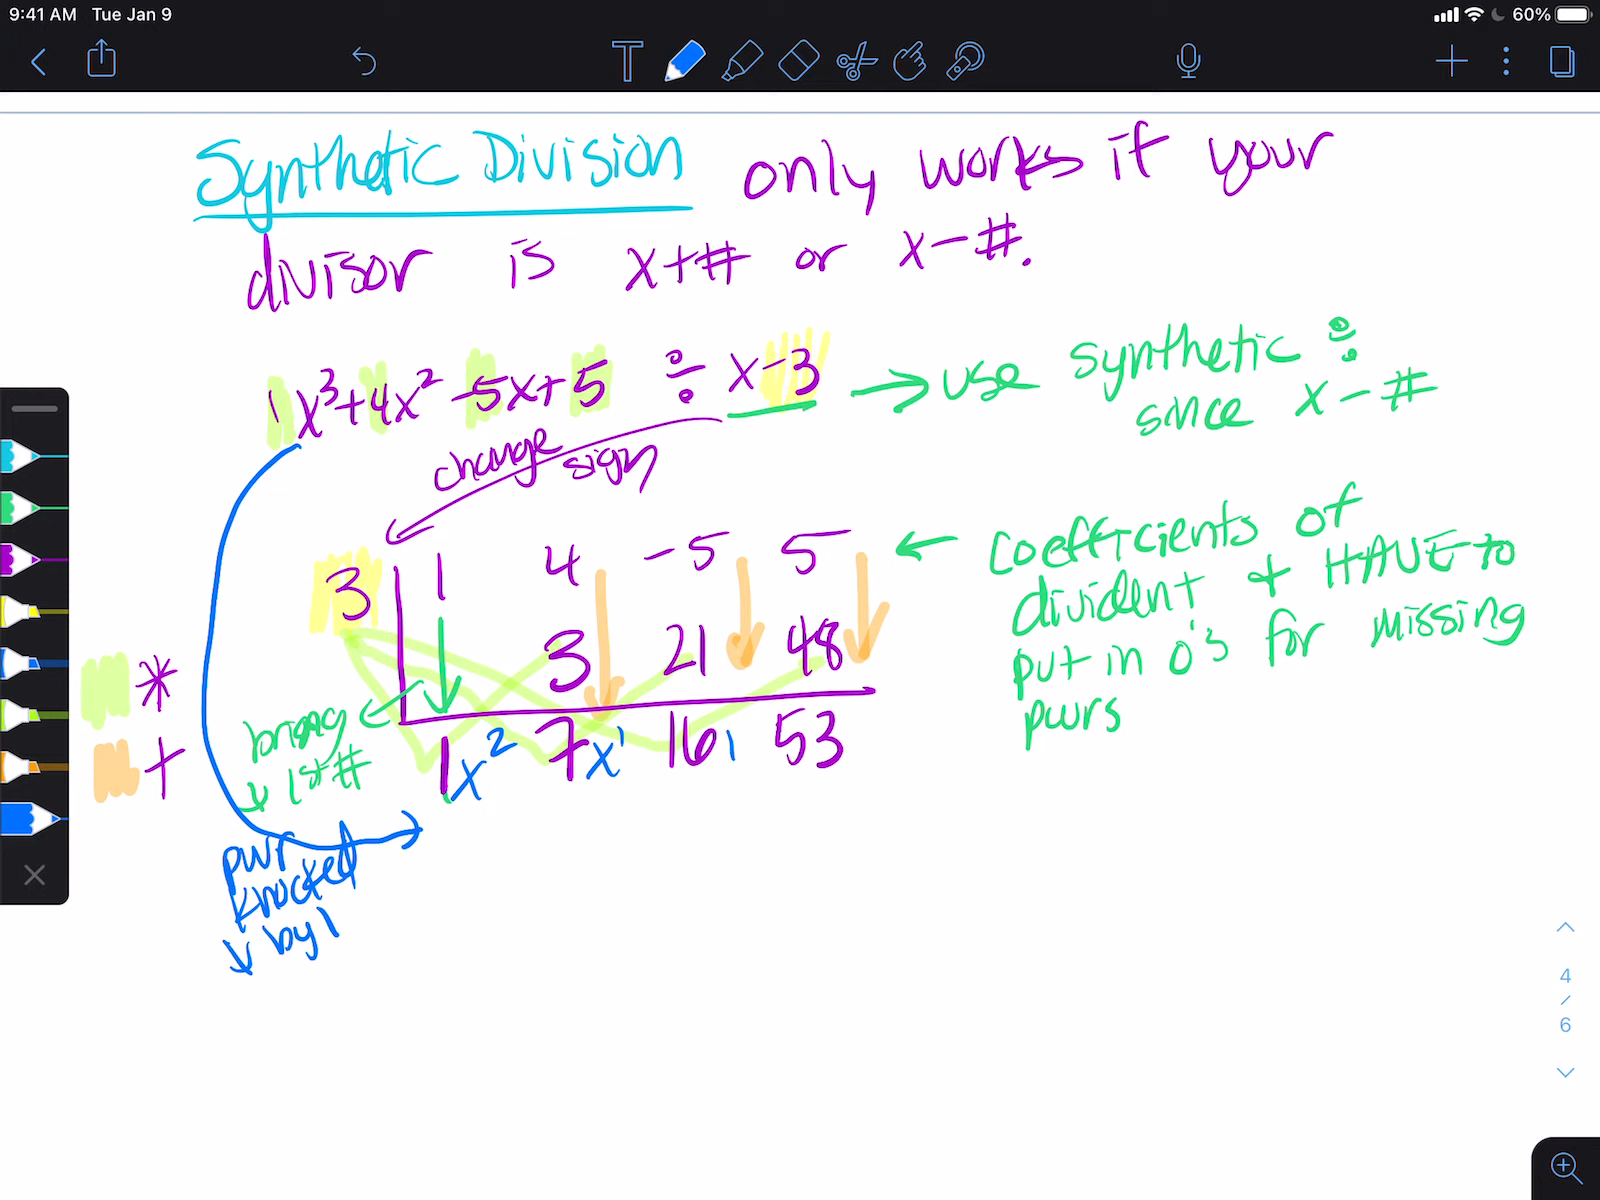 9:41 AM Tue Jan 9
60%
T
Synthetic Division only works if your
divisor is x+# or x-#.
1x³+4x²-5x+5 ÷ x-3 → use synthetic ÷
since x-#
change sign
3 1 4 -5 5 ← coefficients of
divident & HAVE to
put in 0's for missing
pwrs
3 21 48
1x² 7x¹ 16 53
*
+
bring
↓ 1st #
pwr
knocked
↓ by 1
4
/
6